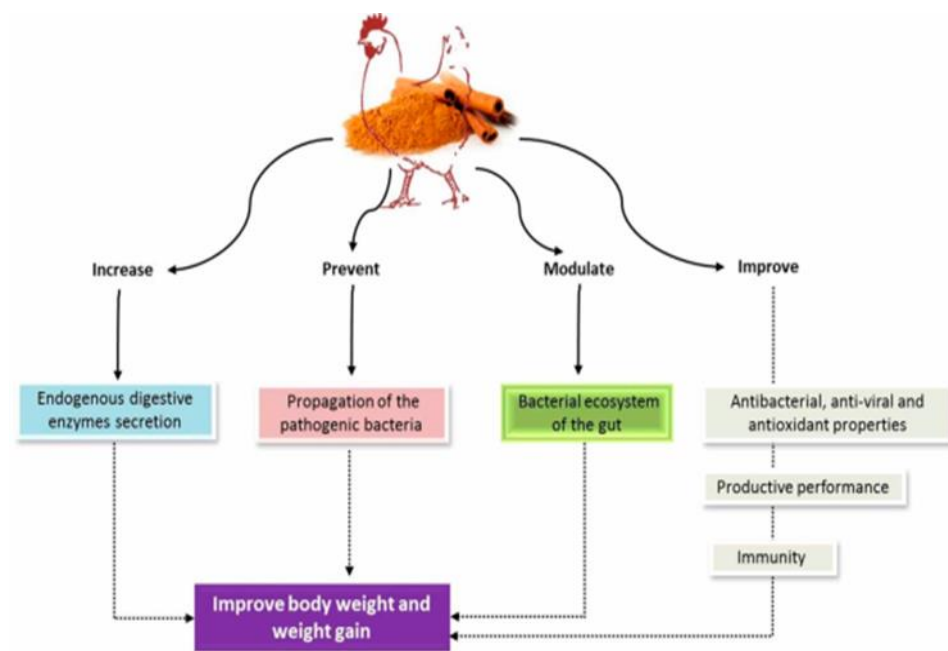 Increase
Prevent
Modulate
Improve
Endogenous digestive
enzymes secretion
Propagation of the
pathogenic bacteria
Bacterial ecosystem
of the gut
Antibacterial, anti-viral and
antioxidant properties
Productive performance
Immunity
Improve body weight and
weight gain